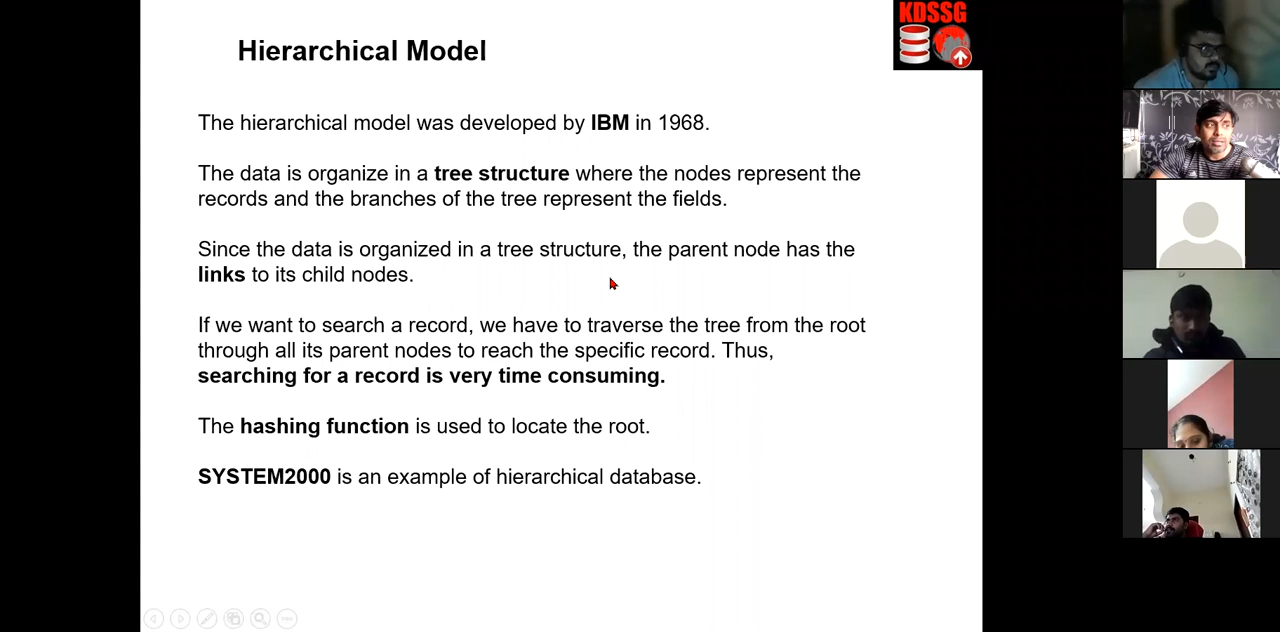 KDSSG
Hierarchical Model
The hierarchical model was developed by IBM in 1968.
The data is organize in a tree structure where the nodes represent the
records and the branches of the tree represent the fields.
Since the data is organized in a tree structure, the parent node has the
links to its child nodes.
If we want to search a record, we have to traverse the tree from the root
through all its parent nodes to reach the specific record. Thus,
searching for a record is very time consuming.
The hashing function is used to locate the root.
SYSTEM2000 is an example of hierarchical database.